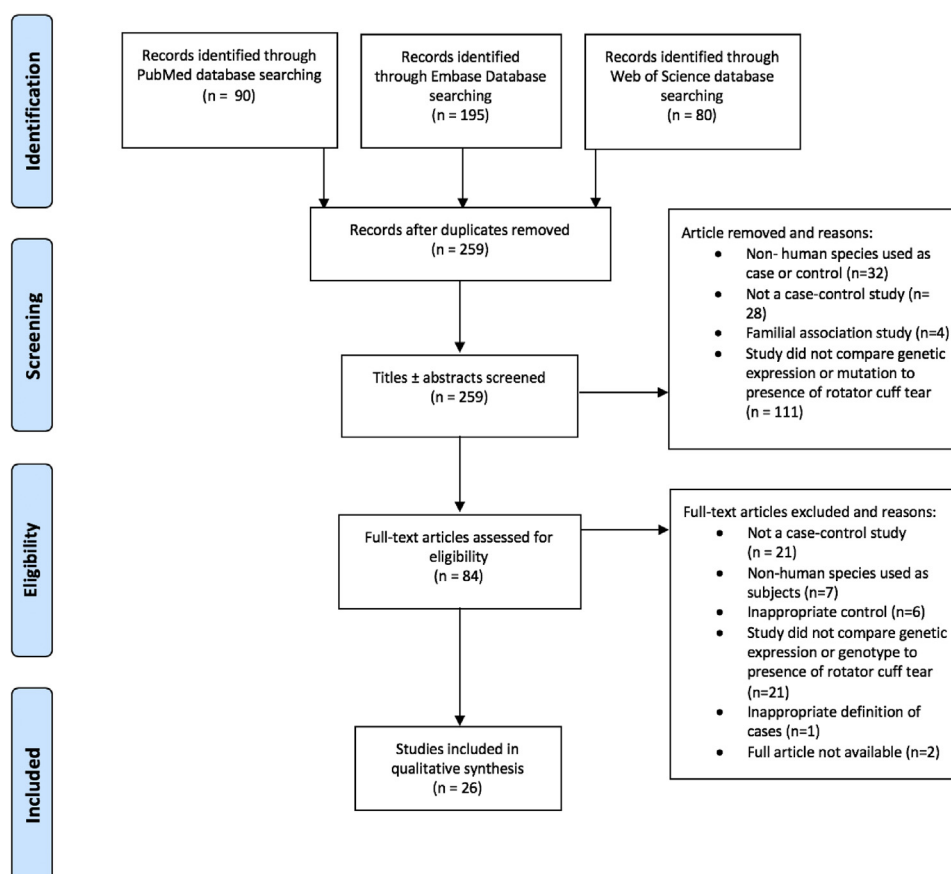 Identification
Records identified through
PubMed database searching
(n = 90)
Records identified
through Embase Database
searching
(n = 195)
Records identified through
Web of Science database
searching
(n = 80)
Records after duplicates removed
(n = 259)
Screening
Article removed and reasons:
• Non- human species used as
case or control (n=32)
• Not a case-control study (n=
28)
• Familial association study (n=4)
• Study did not compare genetic
expression or mutation to
presence of rotator cuff tear
(n = 111)
Titles ± abstracts screened
(n = 259)
Eligibility
Full-text articles assessed for
eligibility
(n = 84)
Full-text articles excluded and reasons:
• Not a case-control study
(n = 21)
• Non-human species used as
subjects (n=7)
• Inappropriate control (n=6)
• Study did not compare genetic
expression or genotype to
presence of rotator cuff tear
(n=21)
• Inappropriate definition of
cases (n=1)
• Full article not available (n=2)
Included
Studies included in
qualitative synthesis
(n = 26)